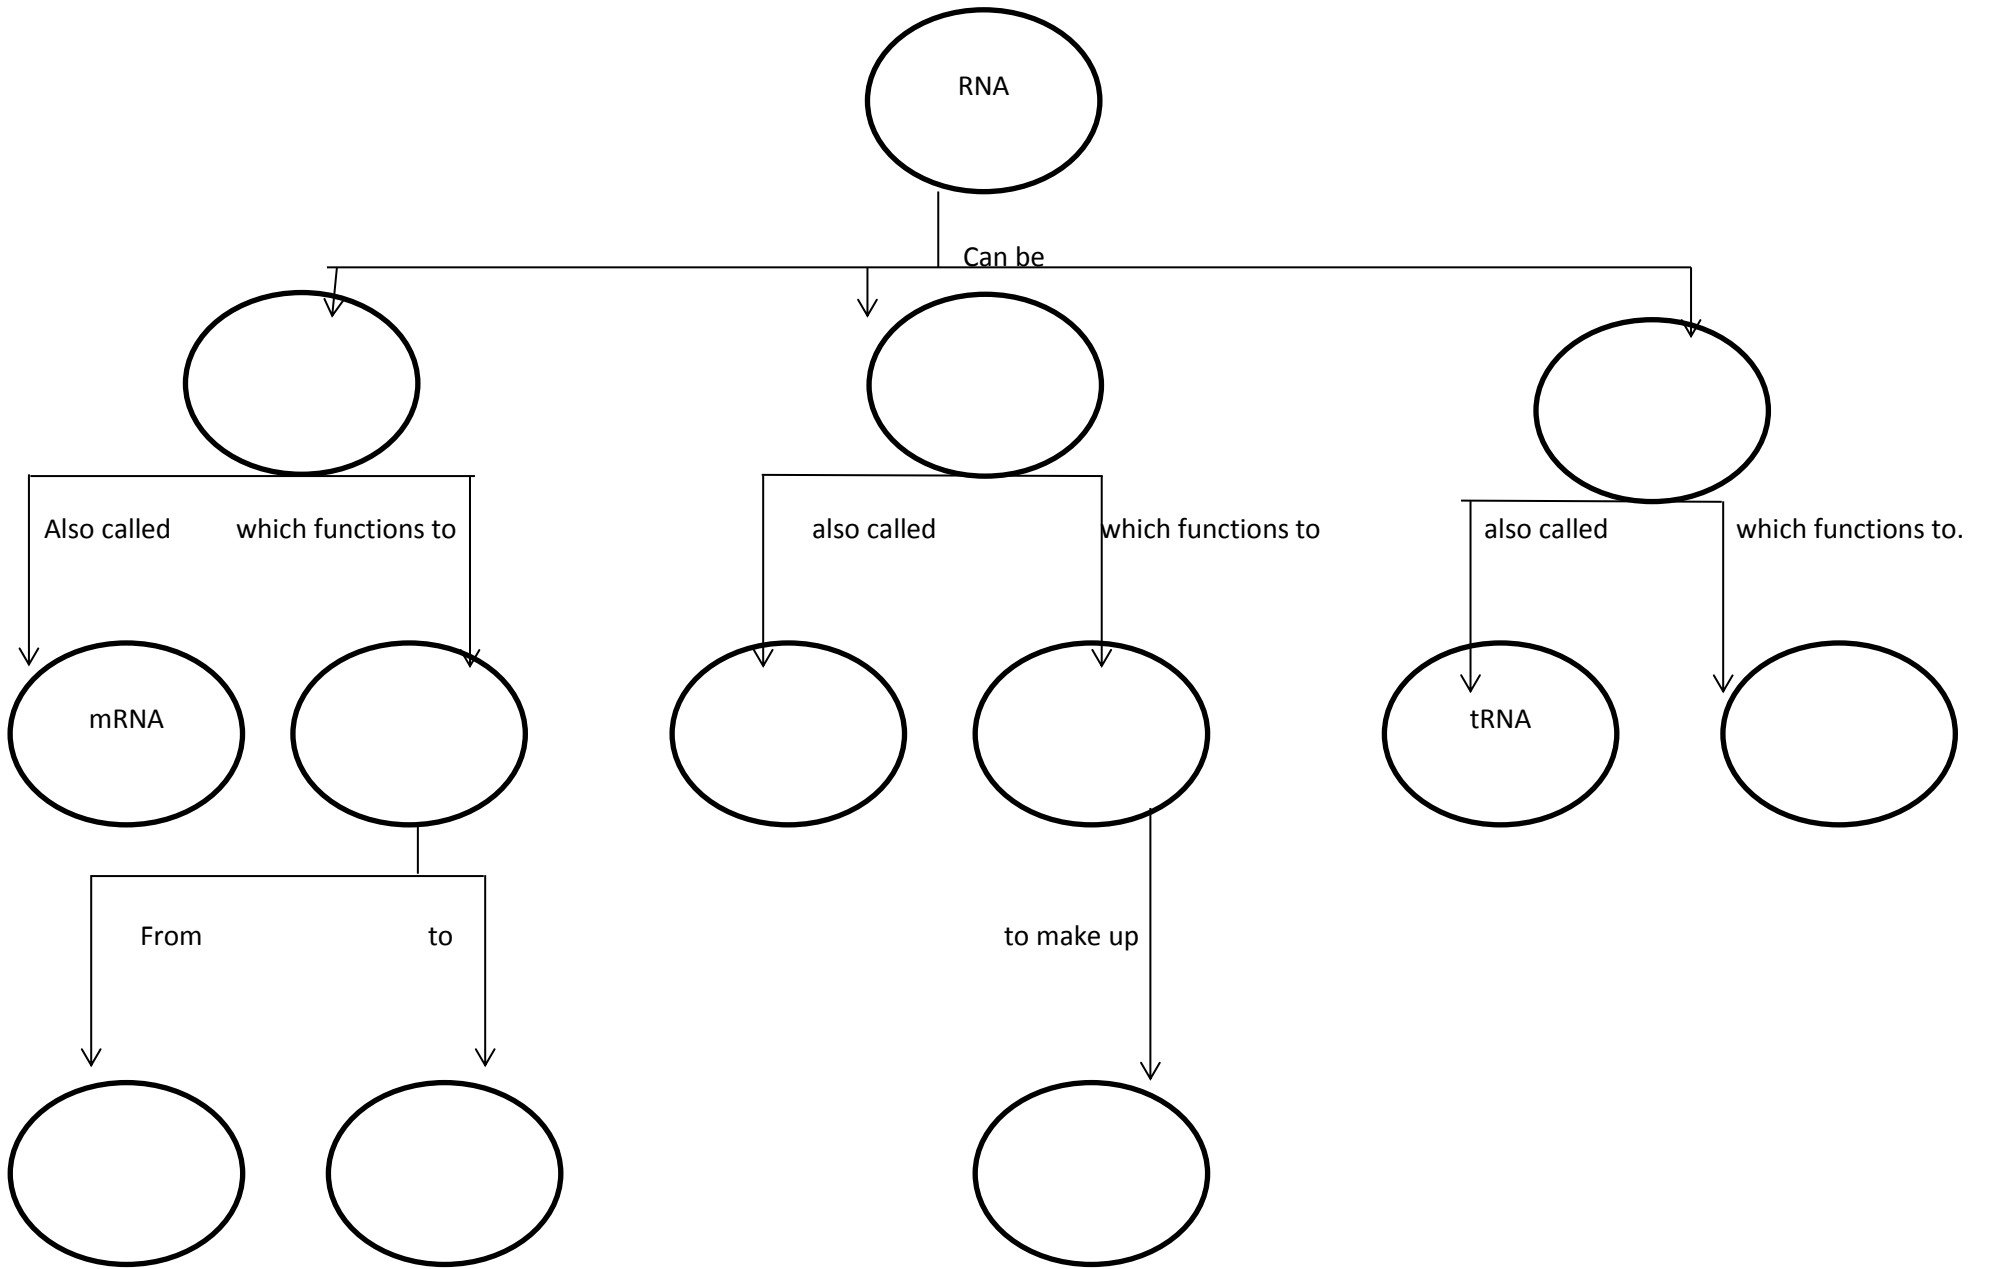 RNA
Can be
Also called which functions to also called which functions to also called which functions to.
mRNA tRNA
From to to make up